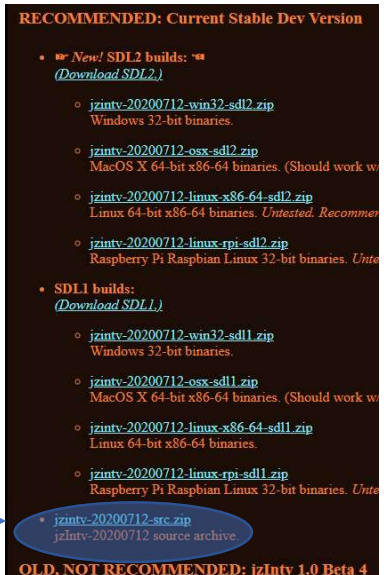 RECOMMENDED: Current Stable Dev Version
• ☞ New! SDL2 builds: ☜
(Download SDL2.)
jzintv-20200712-win32-sdl2.zip
Windows 32-bit binaries.
jzintv-20200712-osx-sdl2.zip
MacOS X 64-bit x86-64 binaries. (Should work w/
jzintv-20200712-linux-x86-64-sdl2.zip
Linux 64-bit x86-64 binaries. Untested. Recommen
jzintv-20200712-linux-rpi-sdl2.zip
Raspberry Pi Raspbian Linux 32-bit binaries. Unte
• SDL1 builds:
(Download SDL1.)
jzintv-20200712-win32-sdl1.zip
Windows 32-bit binaries.
jzintv-20200712-osx-sdl1.zip
MacOS X 64-bit x86-64 binaries. (Should work w/
jzintv-20200712-linux-x86-64-sdl1.zip
Linux 64-bit x86-64 binaries.
jzintv-20200712-linux-rpi-sdl1.zip
Raspberry Pi Raspbian Linux 32-bit binaries. Unte
• jzintv-20200712-src.zip
jzIntv-20200712 source archive.
OLD, NOT RECOMMENDED: jzIntv 1.0 Beta 4